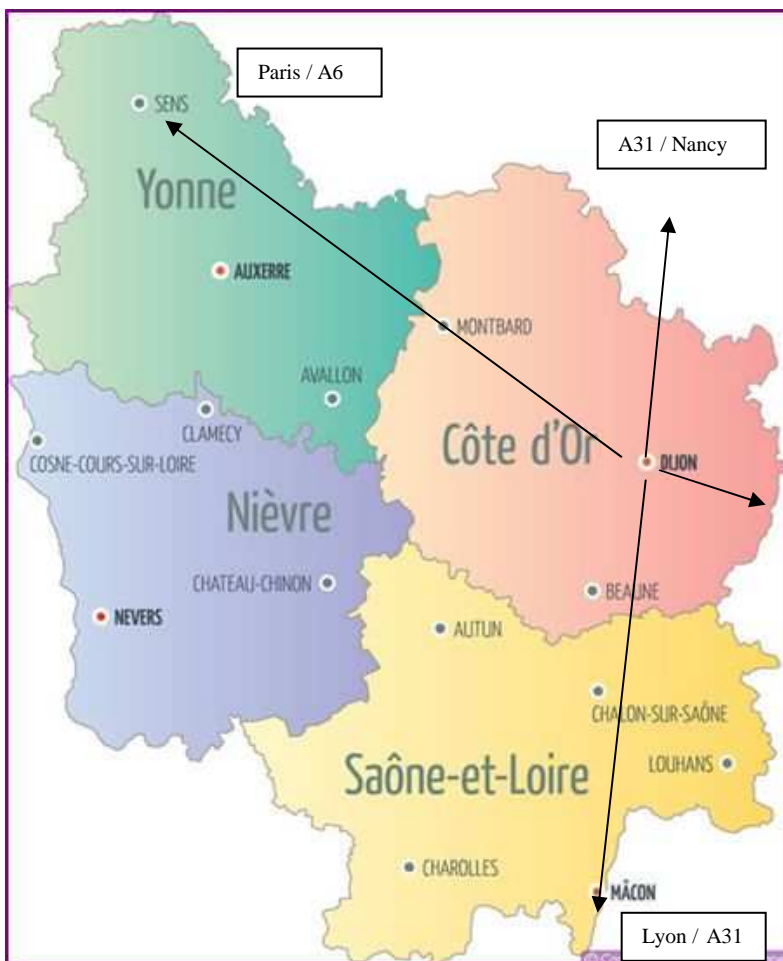 Paris / A6
SENS
A31 / Nancy
Yonne
AUXERRE
MONTBARD
AVALLON
CLAMECY
Côte d'Or
COSNE-COURS-SUR-LOIRE
DIJON
Nièvre
CHATEAU-CHINON
BEAUNE
NEVERS
AUTUN
CHALON-SUR-SAÔNE
Saône-et-Loire
LOUHANS
CHAROLLES
MÂCON
Lyon / A31